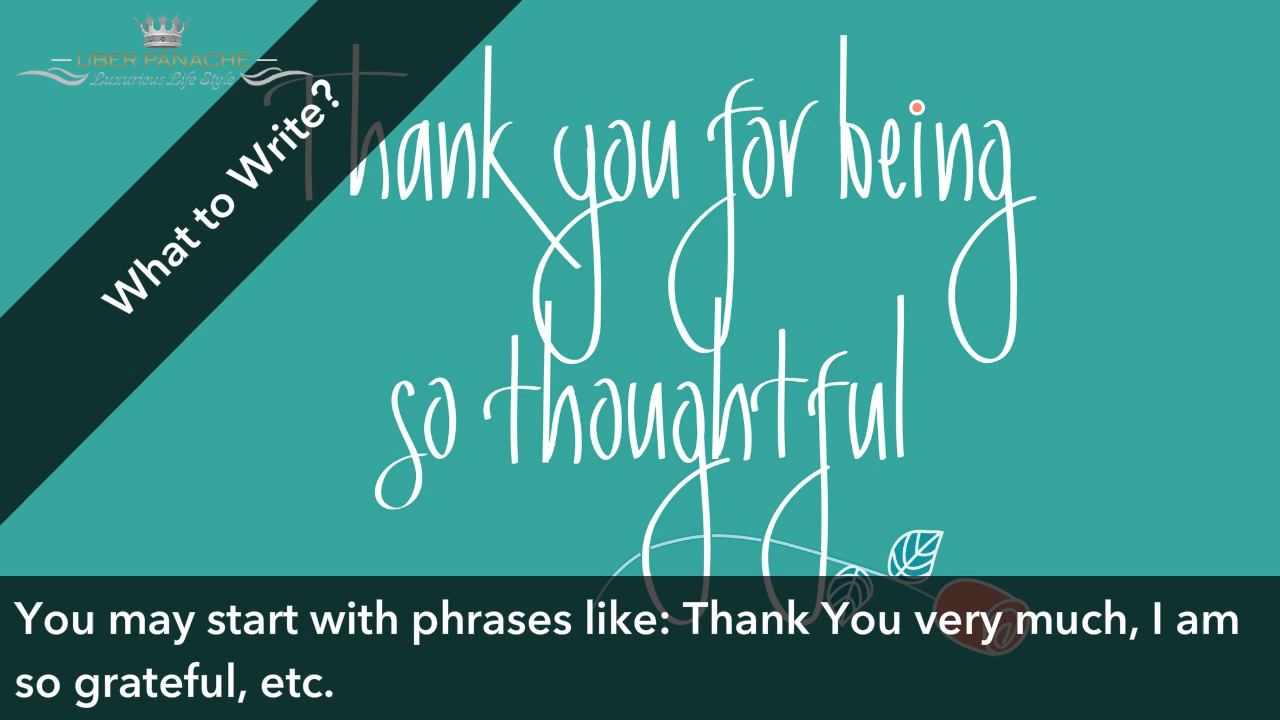 UBER PANACHE
Luxurious Life Style
What to Write?
Thank you for being
so thoughtful
You may start with phrases like: Thank You very much, I am
so grateful, etc.